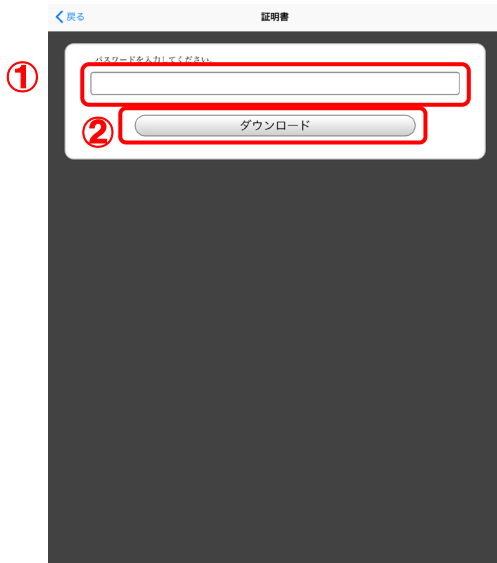 戻る
証明書
パスワードを入力してください。
①
②
ダウンロード